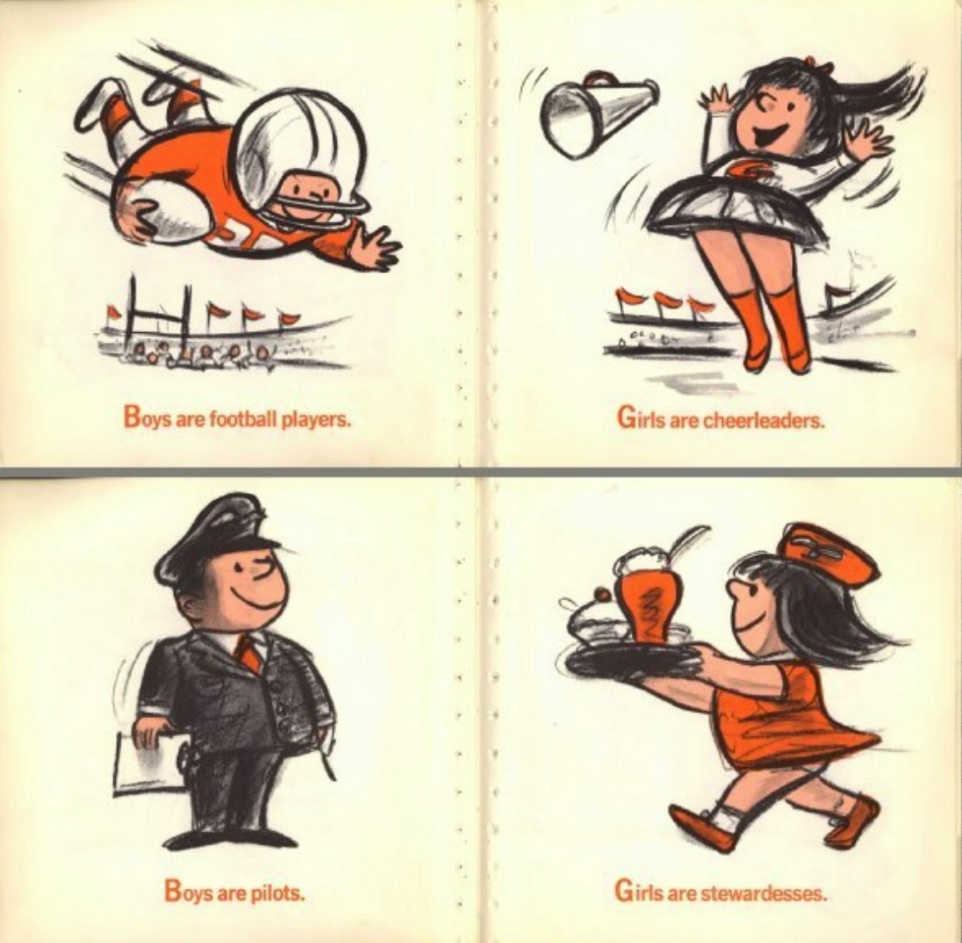 Boys are football players.
Girls are cheerleaders.
G
Boys are pilots.
Girls are stewardesses.